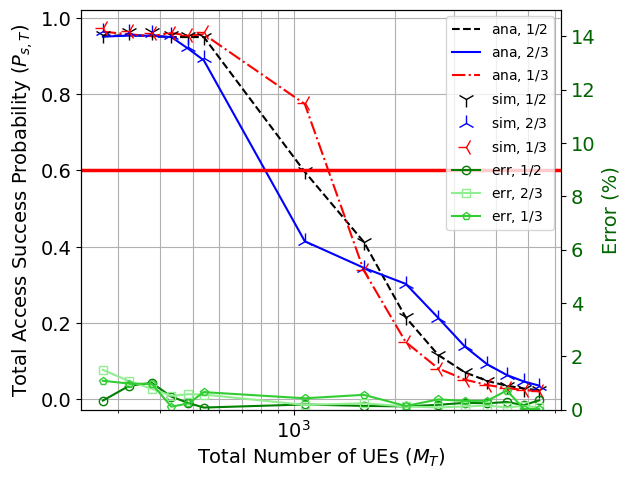 1.0
0.8
0.6
0.4
0.2
0.0
Total Access Success Probability (P_{s,T})
10^3
Total Number of UEs (M_T)
14
12
10
8
6
4
2
0
Error (%)
ana, 1/2
ana, 2/3
ana, 1/3
sim, 1/2
sim, 2/3
sim, 1/3
err, 1/2
err, 2/3
err, 1/3